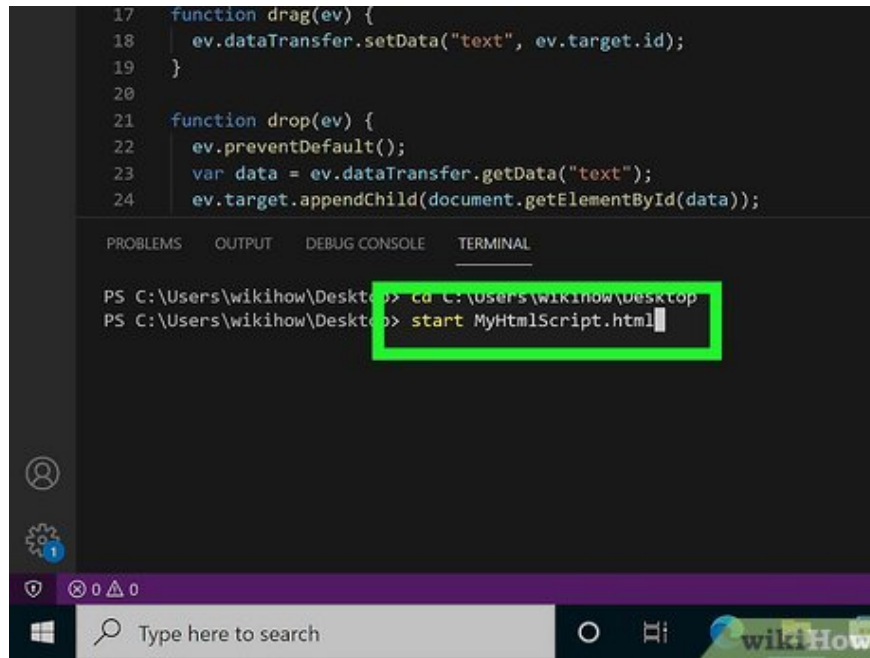 17 function drag(ev) {
18 ev.dataTransfer.setData("text", ev.target.id);
19 }
20
21 function drop(ev) {
22 ev.preventDefault();
23 var data = ev.dataTransfer.getData("text");
24 ev.target.appendChild(document.getElementById(data));
PROBLEMS OUTPUT DEBUG CONSOLE TERMINAL
PS C:\Users\wikihow\Desktop> cd C:\Users\wikihow\Desktop
PS C:\Users\wikihow\Desktop> start MyHtmlScript.html
1
0 0
Type here to search
wikiHow